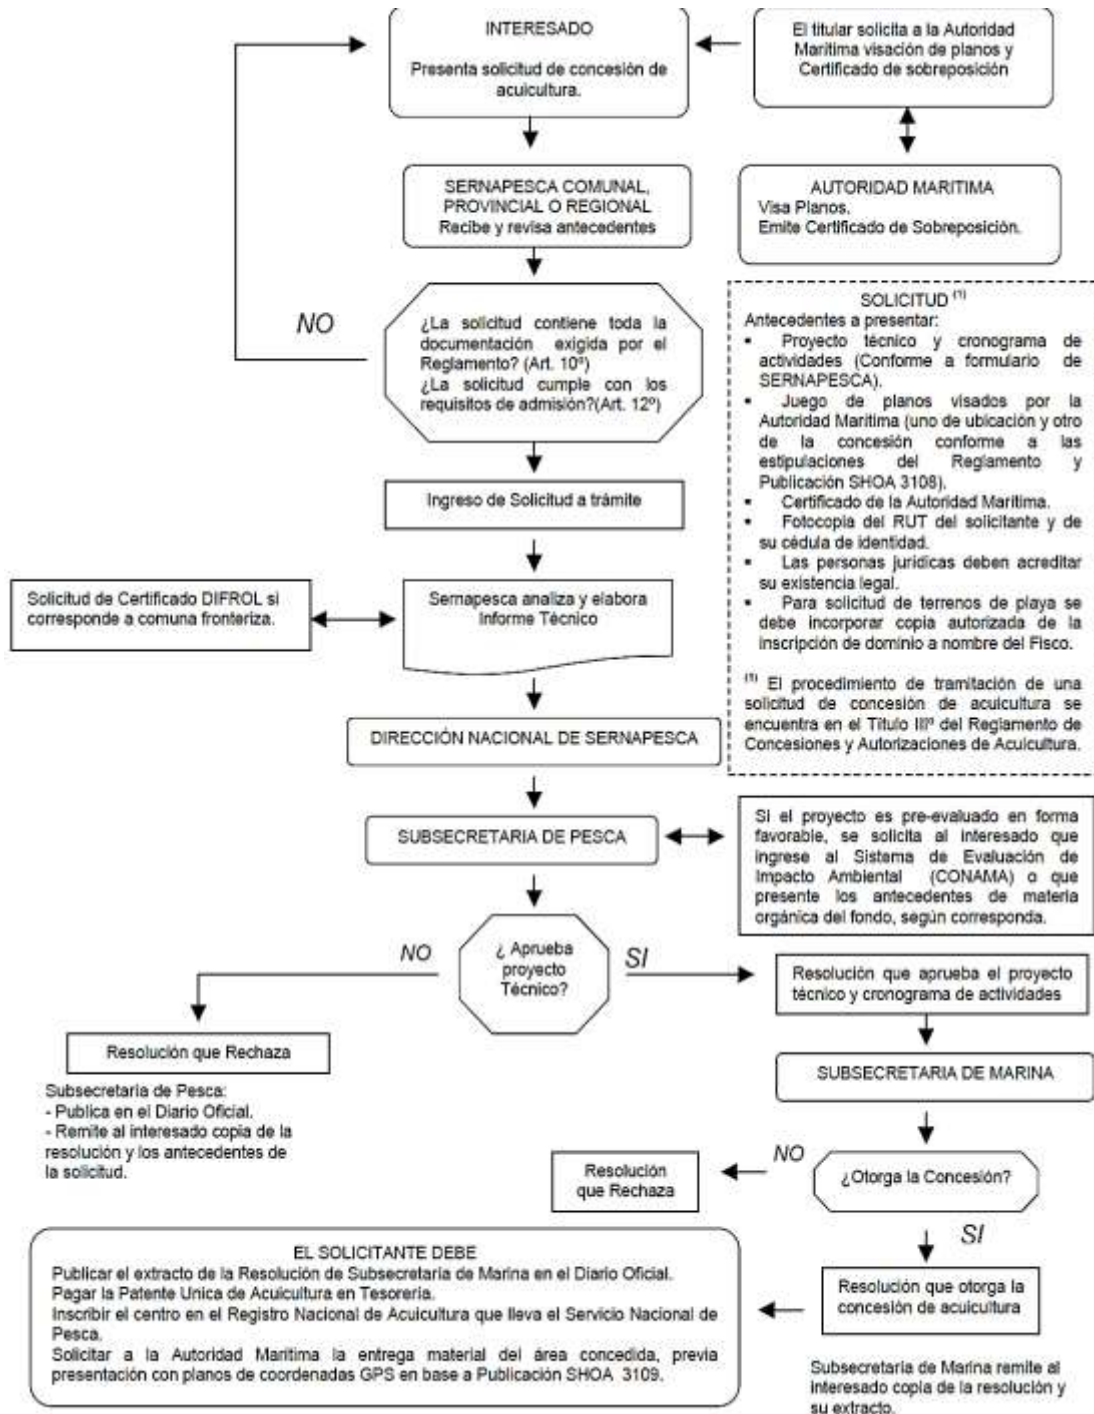 INTERESADO
Presenta solicitud de concesión de
acuicultura.
El titular solicita a la Autoridad
Marítima visación de planos y
Certificado de sobreposición
SERNAPESCA COMUNAL,
PROVINCIAL O REGIONAL
Recibe y revisa antecedentes
AUTORIDAD MARITIMA
Visa Planos.
Emite Certificado de Sobreposición.
NO
¿La solicitud contiene toda la
documentación exigida por el
Reglamento? (Art. 10º)
¿La solicitud cumple con los
requisitos de admisión?(Art. 12º)
SOLICITUD (1)
Antecedentes a presentar:
▪ Proyecto técnico y cronograma de
actividades (Conforme a formulario de
SERNAPESCA).
▪ Juego de planos visados por la
Autoridad Marítima (uno de ubicación y otro
de la concesión conforme a las
estipulaciones del Reglamento y
Publicación SHOA 3108).
▪ Certificado de la Autoridad Marítima.
▪ Fotocopia del RUT del solicitante y de
su cédula de identidad.
▪ Las personas jurídicas deben acreditar
su existencia legal.
▪ Para solicitud de terrenos de playa se
debe incorporar copia autorizada de la
inscripción de dominio a nombre del Fisco.
(1) El procedimiento de tramitación de una
solicitud de concesión de acuicultura se
encuentra en el Título IIIº del Reglamento de
Concesiones y Autorizaciones de Acuicultura.
Ingreso de Solicitud a trámite
Solicitud de Certificado DIFROL si
corresponde a comuna fronteriza.
Sernapesca analiza y elabora
Informe Técnico
DIRECCIÓN NACIONAL DE SERNAPESCA
SUBSECRETARIA DE PESCA
Si el proyecto es pre-evaluado en forma
favorable, se solicita al interesado que
ingrese al Sistema de Evaluación de
Impacto Ambiental (CONAMA) o que
presente los antecedentes de materia
orgánica del fondo, según corresponda.
NO
¿ Aprueba
proyecto
Técnico?
SI
Resolución que aprueba el proyecto
técnico y cronograma de actividades
Resolución que Rechaza
Subsecretaria de Pesca:
- Publica en el Diario Oficial.
- Remite al interesado copia de la
resolución y los antecedentes de
la solicitud.
SUBSECRETARIA DE MARINA
NO
Resolución
que Rechaza
¿Otorga la Concesión?
SI
EL SOLICITANTE DEBE
Publicar el extracto de la Resolución de Subsecretaría de Marina en el Diario Oficial.
Pagar la Patente Unica de Acuicultura en Tesorería.
Inscribir el centro en el Registro Nacional de Acuicultura que lleva el Servicio Nacional de
Pesca.
Solicitar a la Autoridad Marítima la entrega material del área concedida, previa
presentación con planos de coordenadas GPS en base a Publicación SHOA 3109.
Resolución que otorga la
concesión de acuicultura
Subsecretaria de Marina remite al
interesado copia de la resolución y
su extracto.